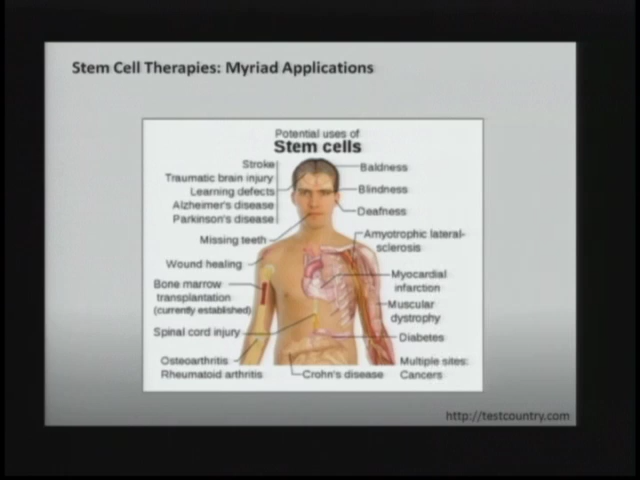 Stem Cell Therapies: Myriad Applications
Potential uses of
Stem cells
Stroke
Traumatic brain injury
Learning defects
Alzheimer's disease
Parkinson's disease
Missing teeth
Wound healing
Bone marrow
transplantation
(currently established)
Spinal cord injury
Osteoarthritis
Rheumatoid arthritis
Baldness
Blindness
Deafness
Amyotrophic lateral-
sclerosis
Myocardial
infarction
Muscular
dystrophy
Diabetes
Multiple sites:
Cancers
Crohn's disease
http://testcountry.com